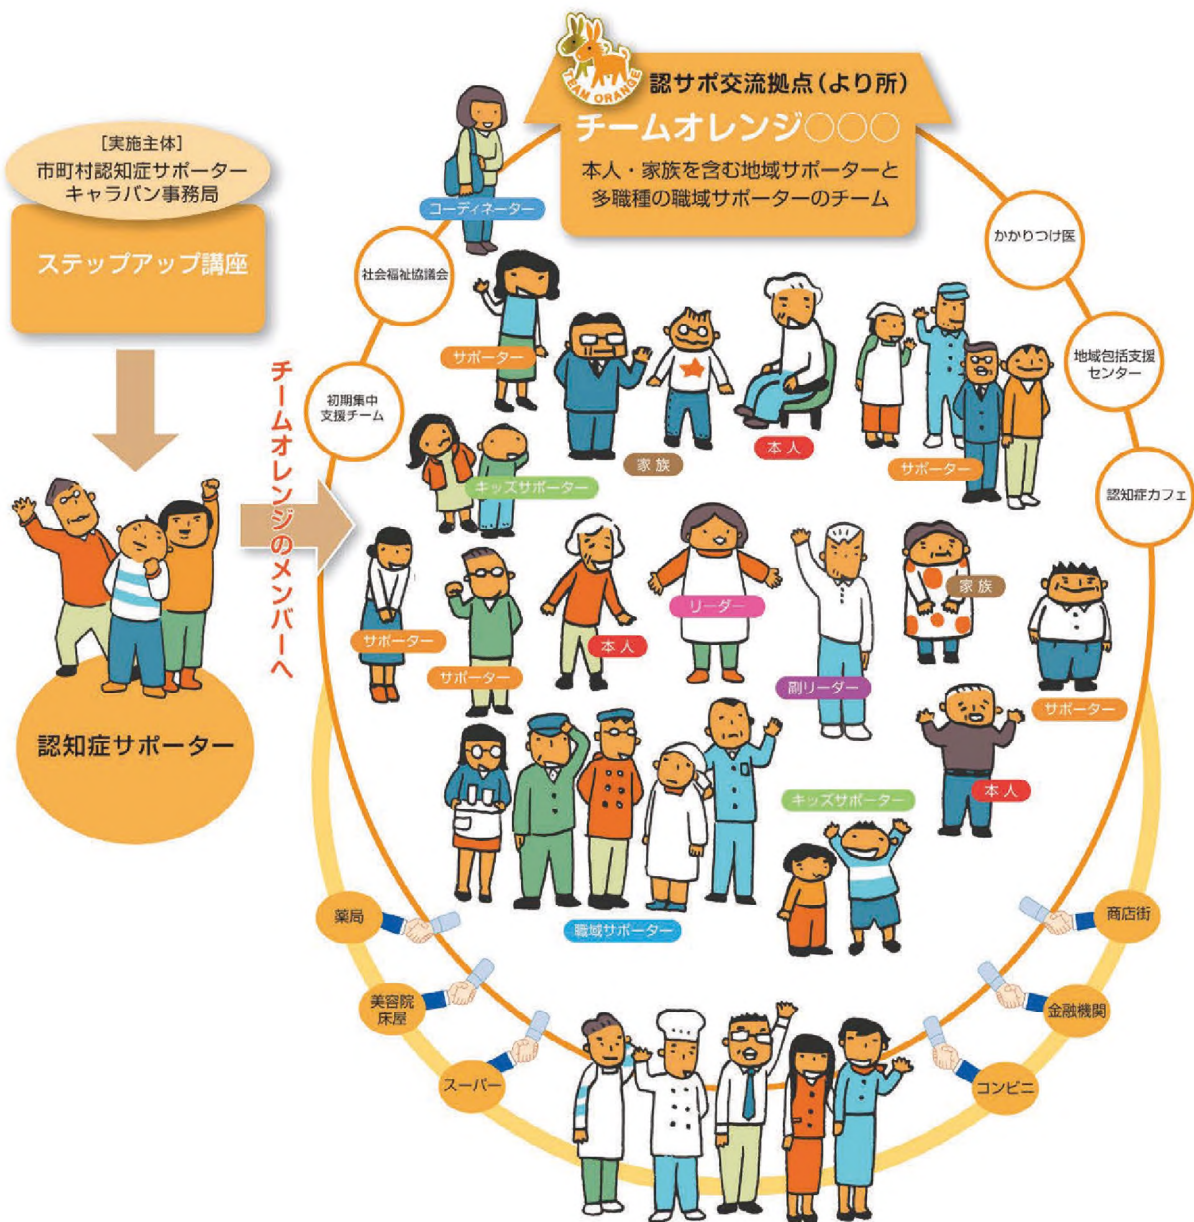 TEAM ORANGE
認サポ交流拠点(より所)
チームオレンジ○○○
本人・家族を含む地域サポーターと
多職種の職域サポーターのチーム
[実施主体]
市町村認知症サポーター
キャラバン事務局
ステップアップ講座
チームオレンジのメンバーへ
認知症サポーター
コーディネーター
社会福祉協議会
初期集中
支援チーム
かかりつけ医
地域包括支援
センター
認知症カフェ
サポーター
家族
本人
サポーター
キッズサポーター
サポーター
サポーター
本人
リーダー
副リーダー
家族
サポーター
本人
職域サポーター
キッズサポーター
薬局
美容院
床屋
スーパー
商店街
金融機関
コンビニ